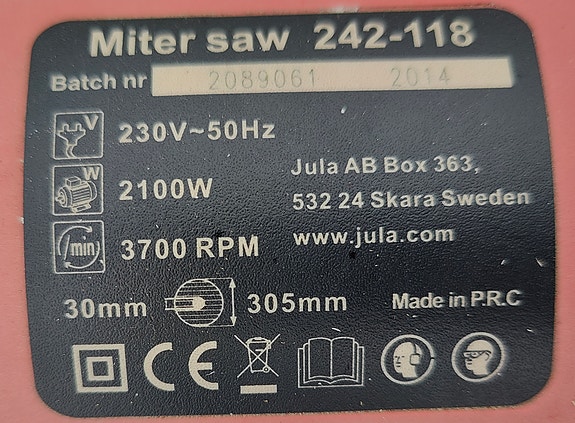 Miter saw 242-118
Batch nr 2089061 2014
V 230V~50Hz
W 2100W
Jula AB Box 363,
532 24 Skara Sweden
/min 3700 RPM
www.jula.com
30mm 305mm Made in P.R.C
CE